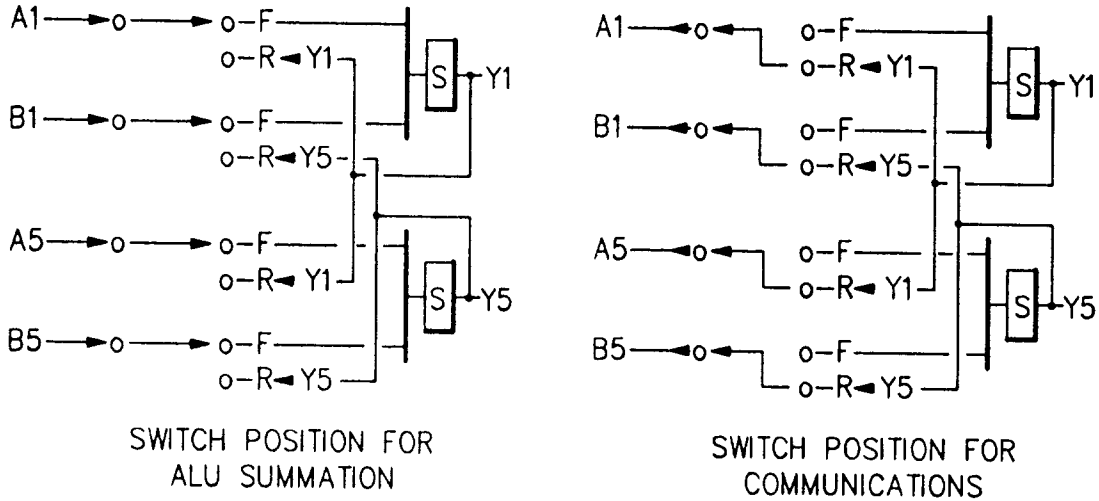 A1 o o-F
o-R Y1 S Y1
B1 o o-F
o-R Y5
A5 o o-F
o-R Y1 S Y5
B5 o o-F
o-R Y5
SWITCH POSITION FOR
ALU SUMMATION
A1 o o-F
o-R Y1 S Y1
B1 o o-F
o-R Y5
A5 o o-F
o-R Y1 S Y5
B5 o o-F
o-R Y5
SWITCH POSITION FOR
COMMUNICATIONS